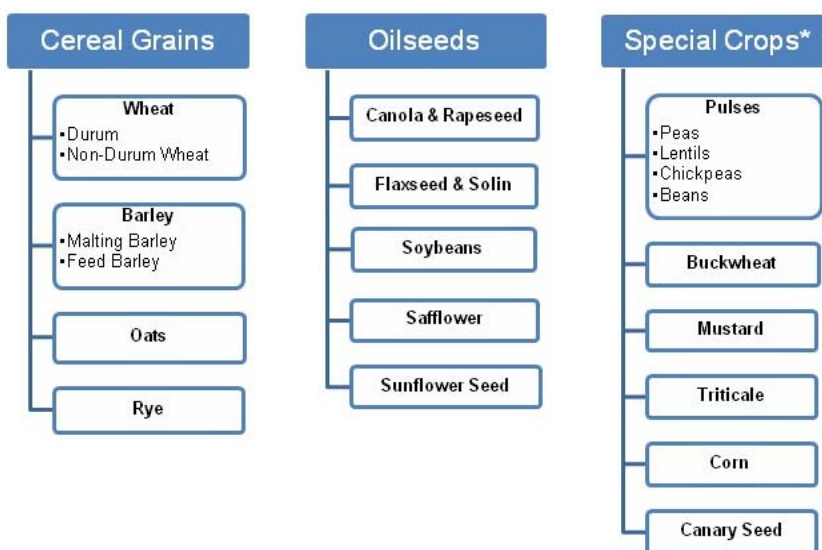 Cereal Grains
Wheat
▪Durum
▪Non-Durum Wheat
Barley
▪Malting Barley
▪Feed Barley
Oats
Rye
Oilseeds
Canola & Rapeseed
Flaxseed & Solin
Soybeans
Safflower
Sunflower Seed
Special Crops*
Pulses
▪Peas
▪Lentils
▪Chickpeas
▪Beans
Buckwheat
Mustard
Triticale
Corn
Canary Seed